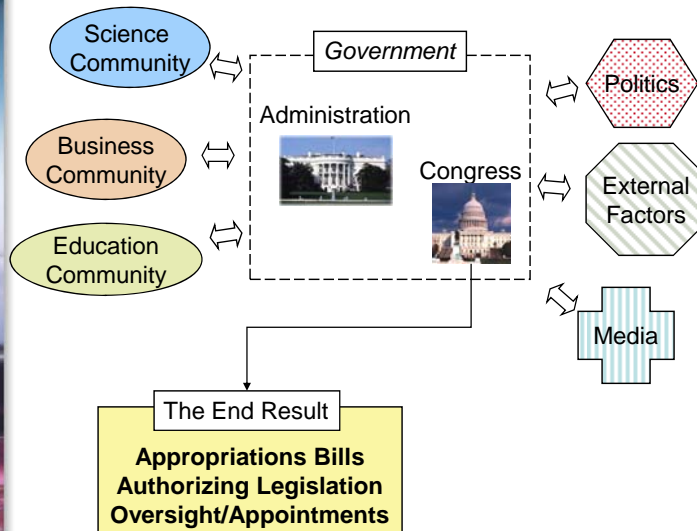 Science
Community
Government
Politics
Administration
Business
Community
Congress
External
Factors
Education
Community
Media
The End Result
Appropriations Bills
Authorizing Legislation
Oversight/Appointments